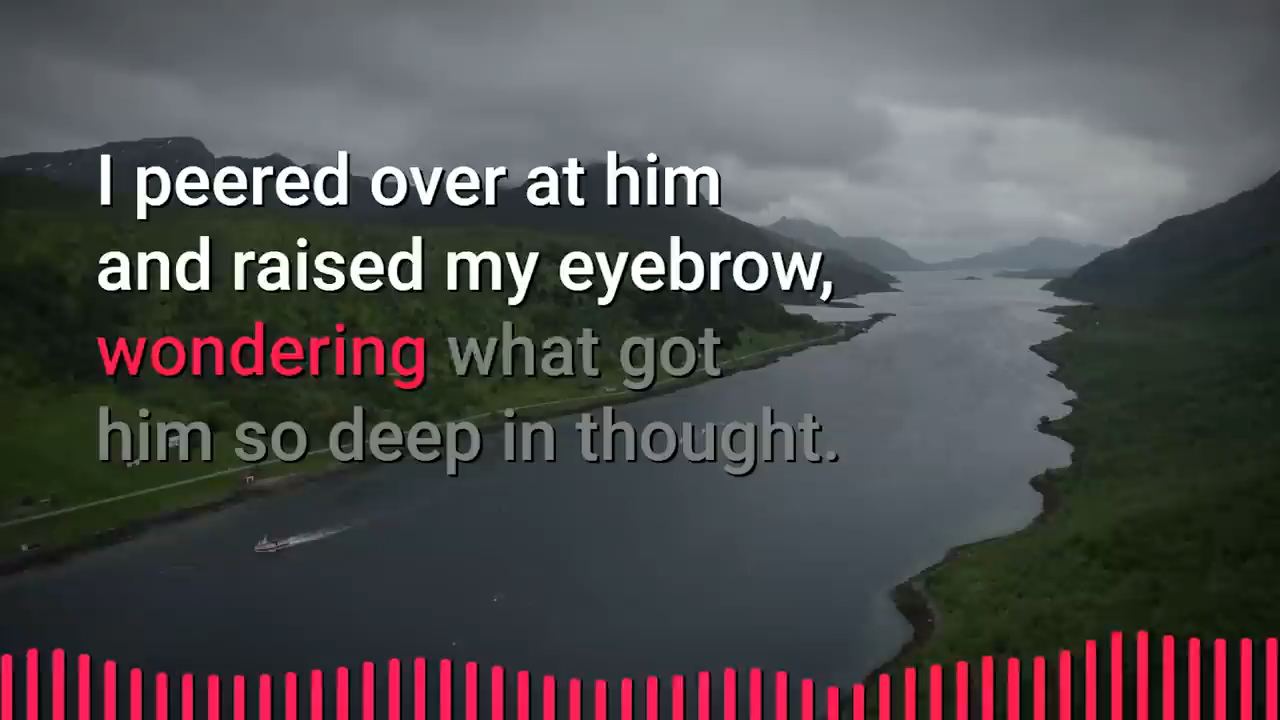 I peered over at him
and raised my eyebrow,
wondering what got
him so deep in thought.